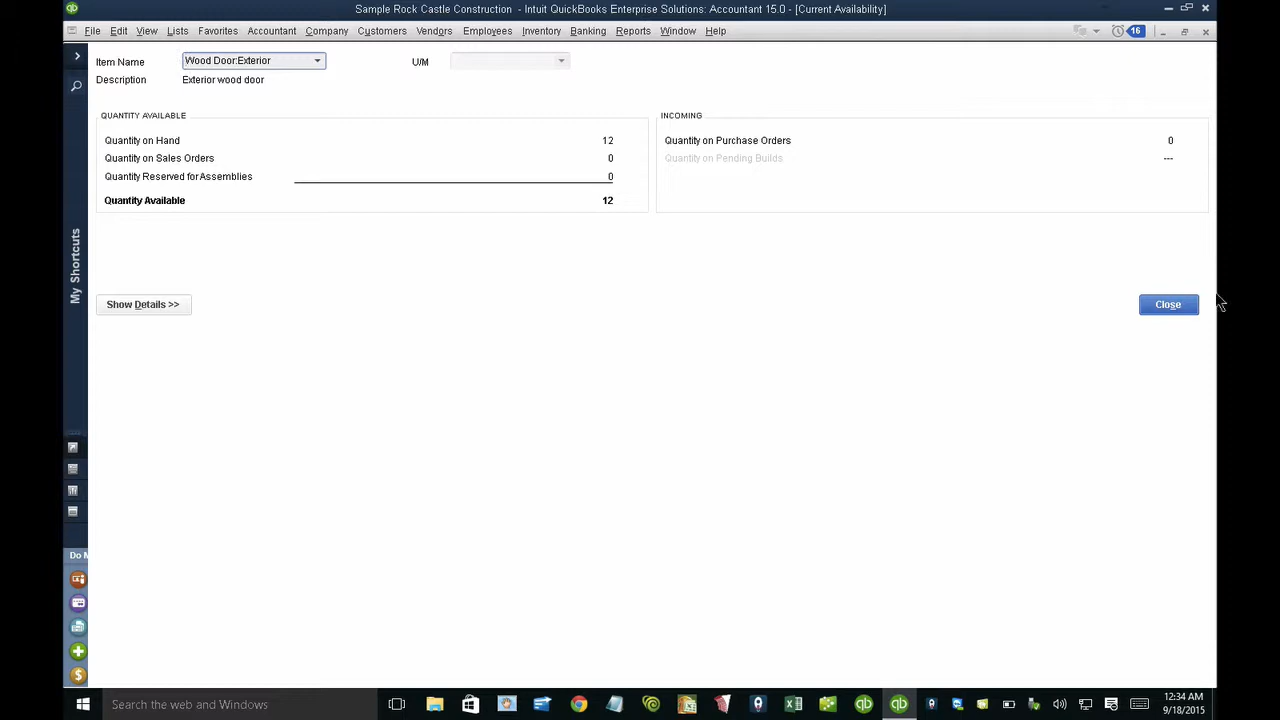 qb Sample Rock Castle Construction - Intuit QuickBooks Enterprise Solutions: Accountant 15.0 - [Current Availability]
File Edit View Lists Favorites Accountant Company Customers Vendors Employees Inventory Banking Reports Window Help 16
Item Name Wood Door:Exterior U/M
Description Exterior wood door
QUANTITY AVAILABLE INCOMING
Quantity on Hand 12 Quantity on Purchase Orders 0
Quantity on Sales Orders 0 Quantity on Pending Builds ---
Quantity Reserved for Assemblies 0
Quantity Available 12
My Shortcuts
Show Details >> Close
Do M
Search the web and Windows qb qb 12:34 AM
9/18/2015